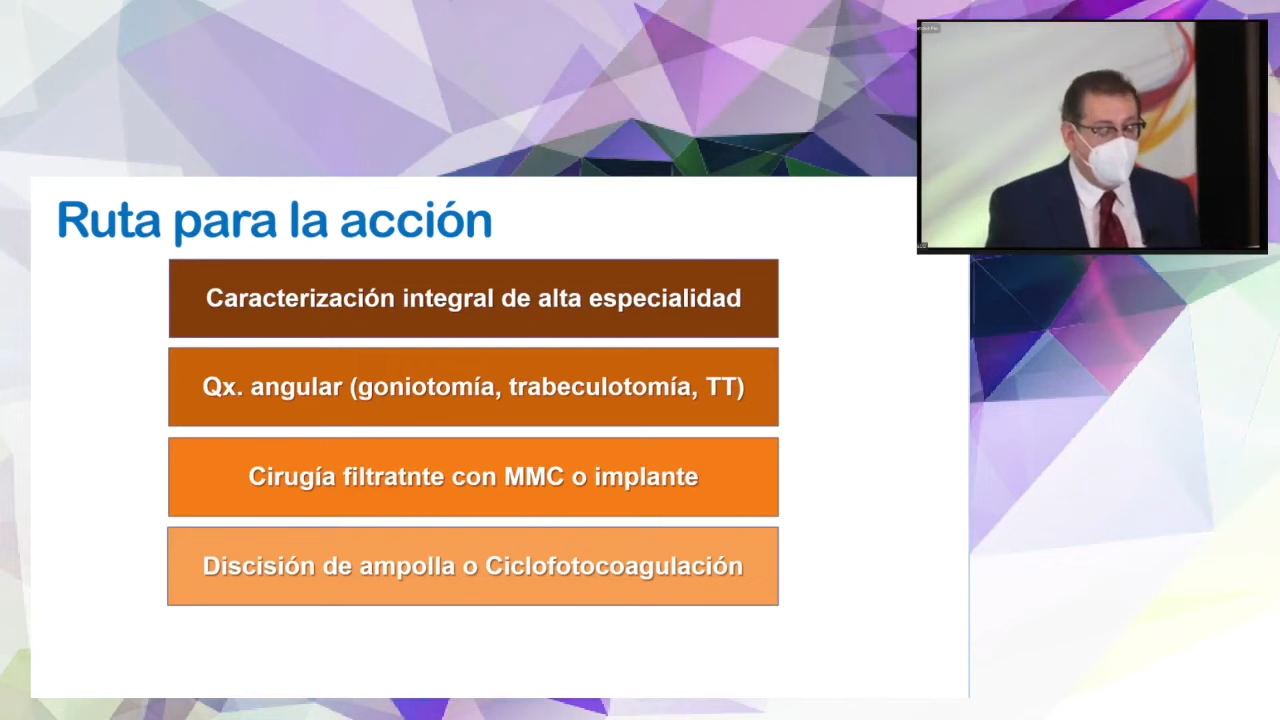 Ruta para la acción
Caracterización integral de alta especialidad
Qx. angular (goniotomía, trabeculotomía, TT)
Cirugía filtratnte con MMC o implante
Discisión de ampolla o Ciclofotocoagulación